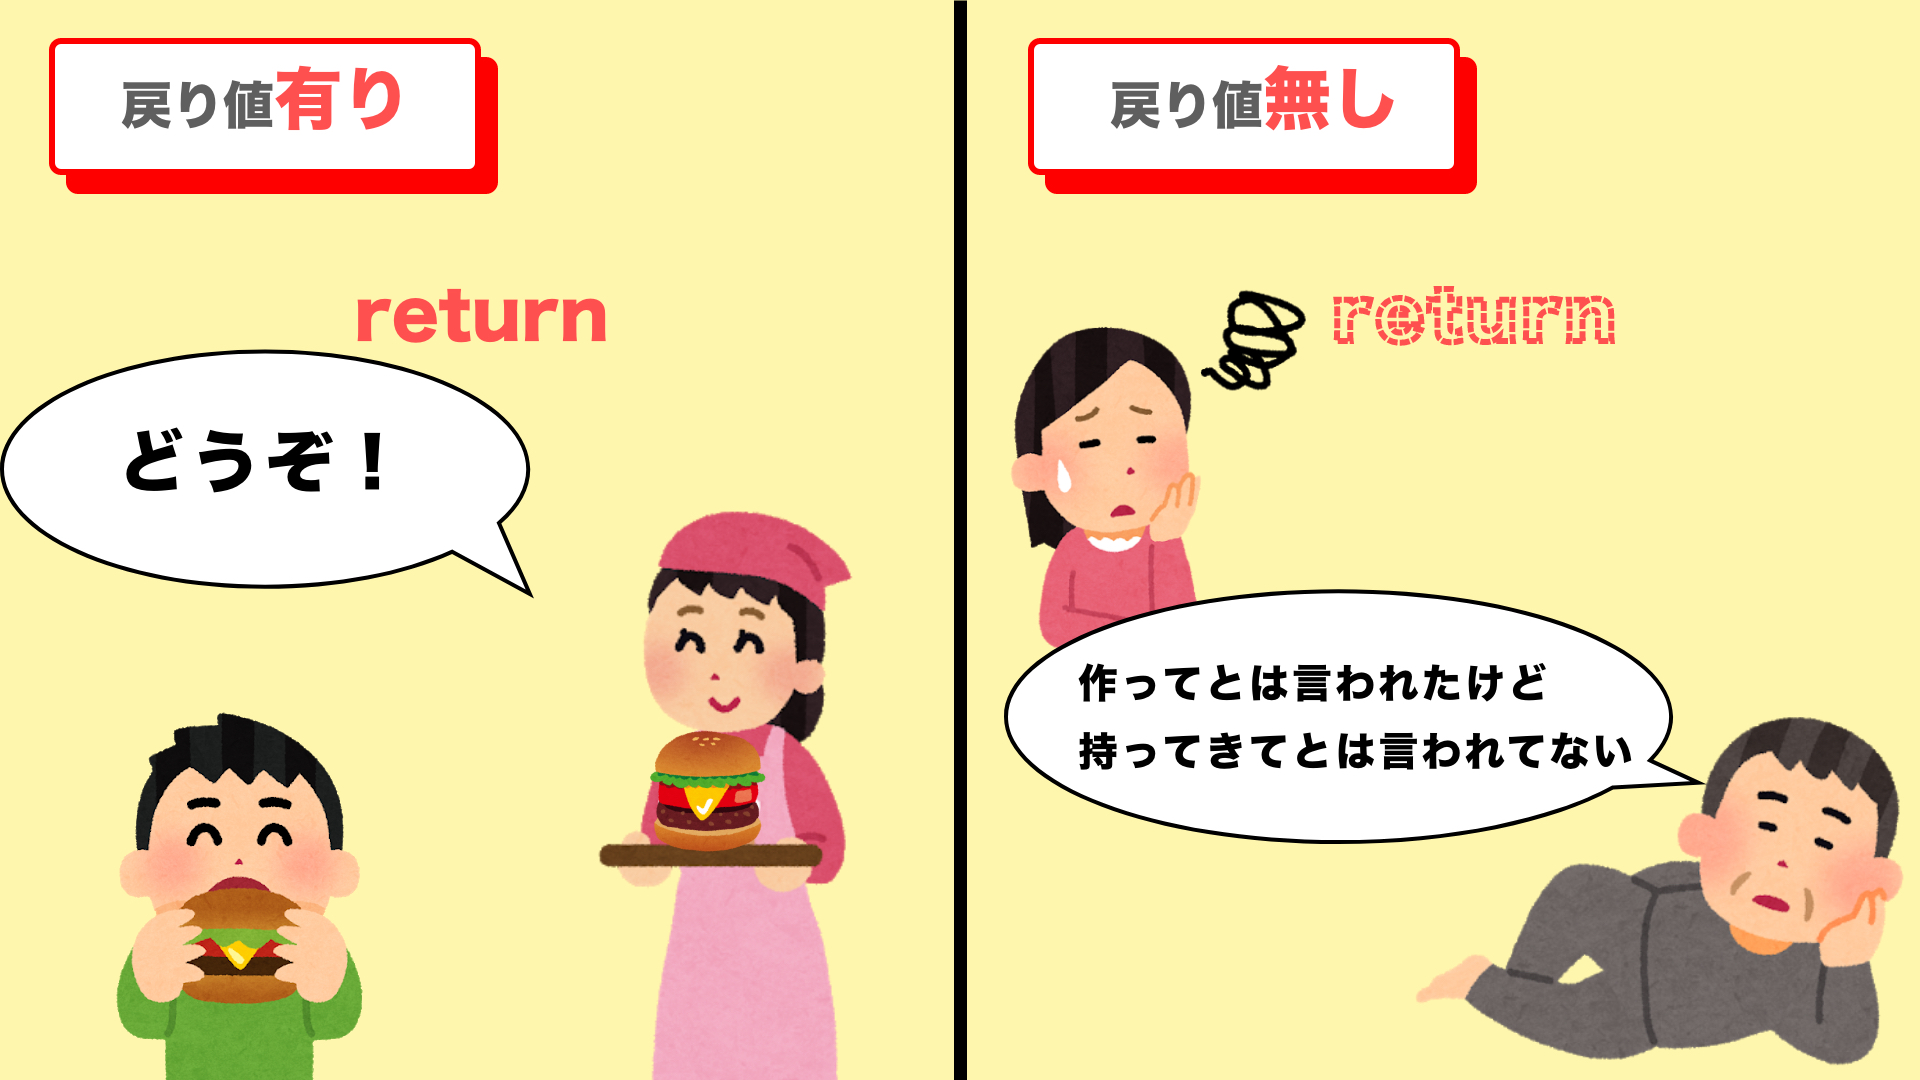 戻り値有り
return
どうぞ！
戻り値無し
return
作ってとは言われたけど
持ってきてとは言われてない